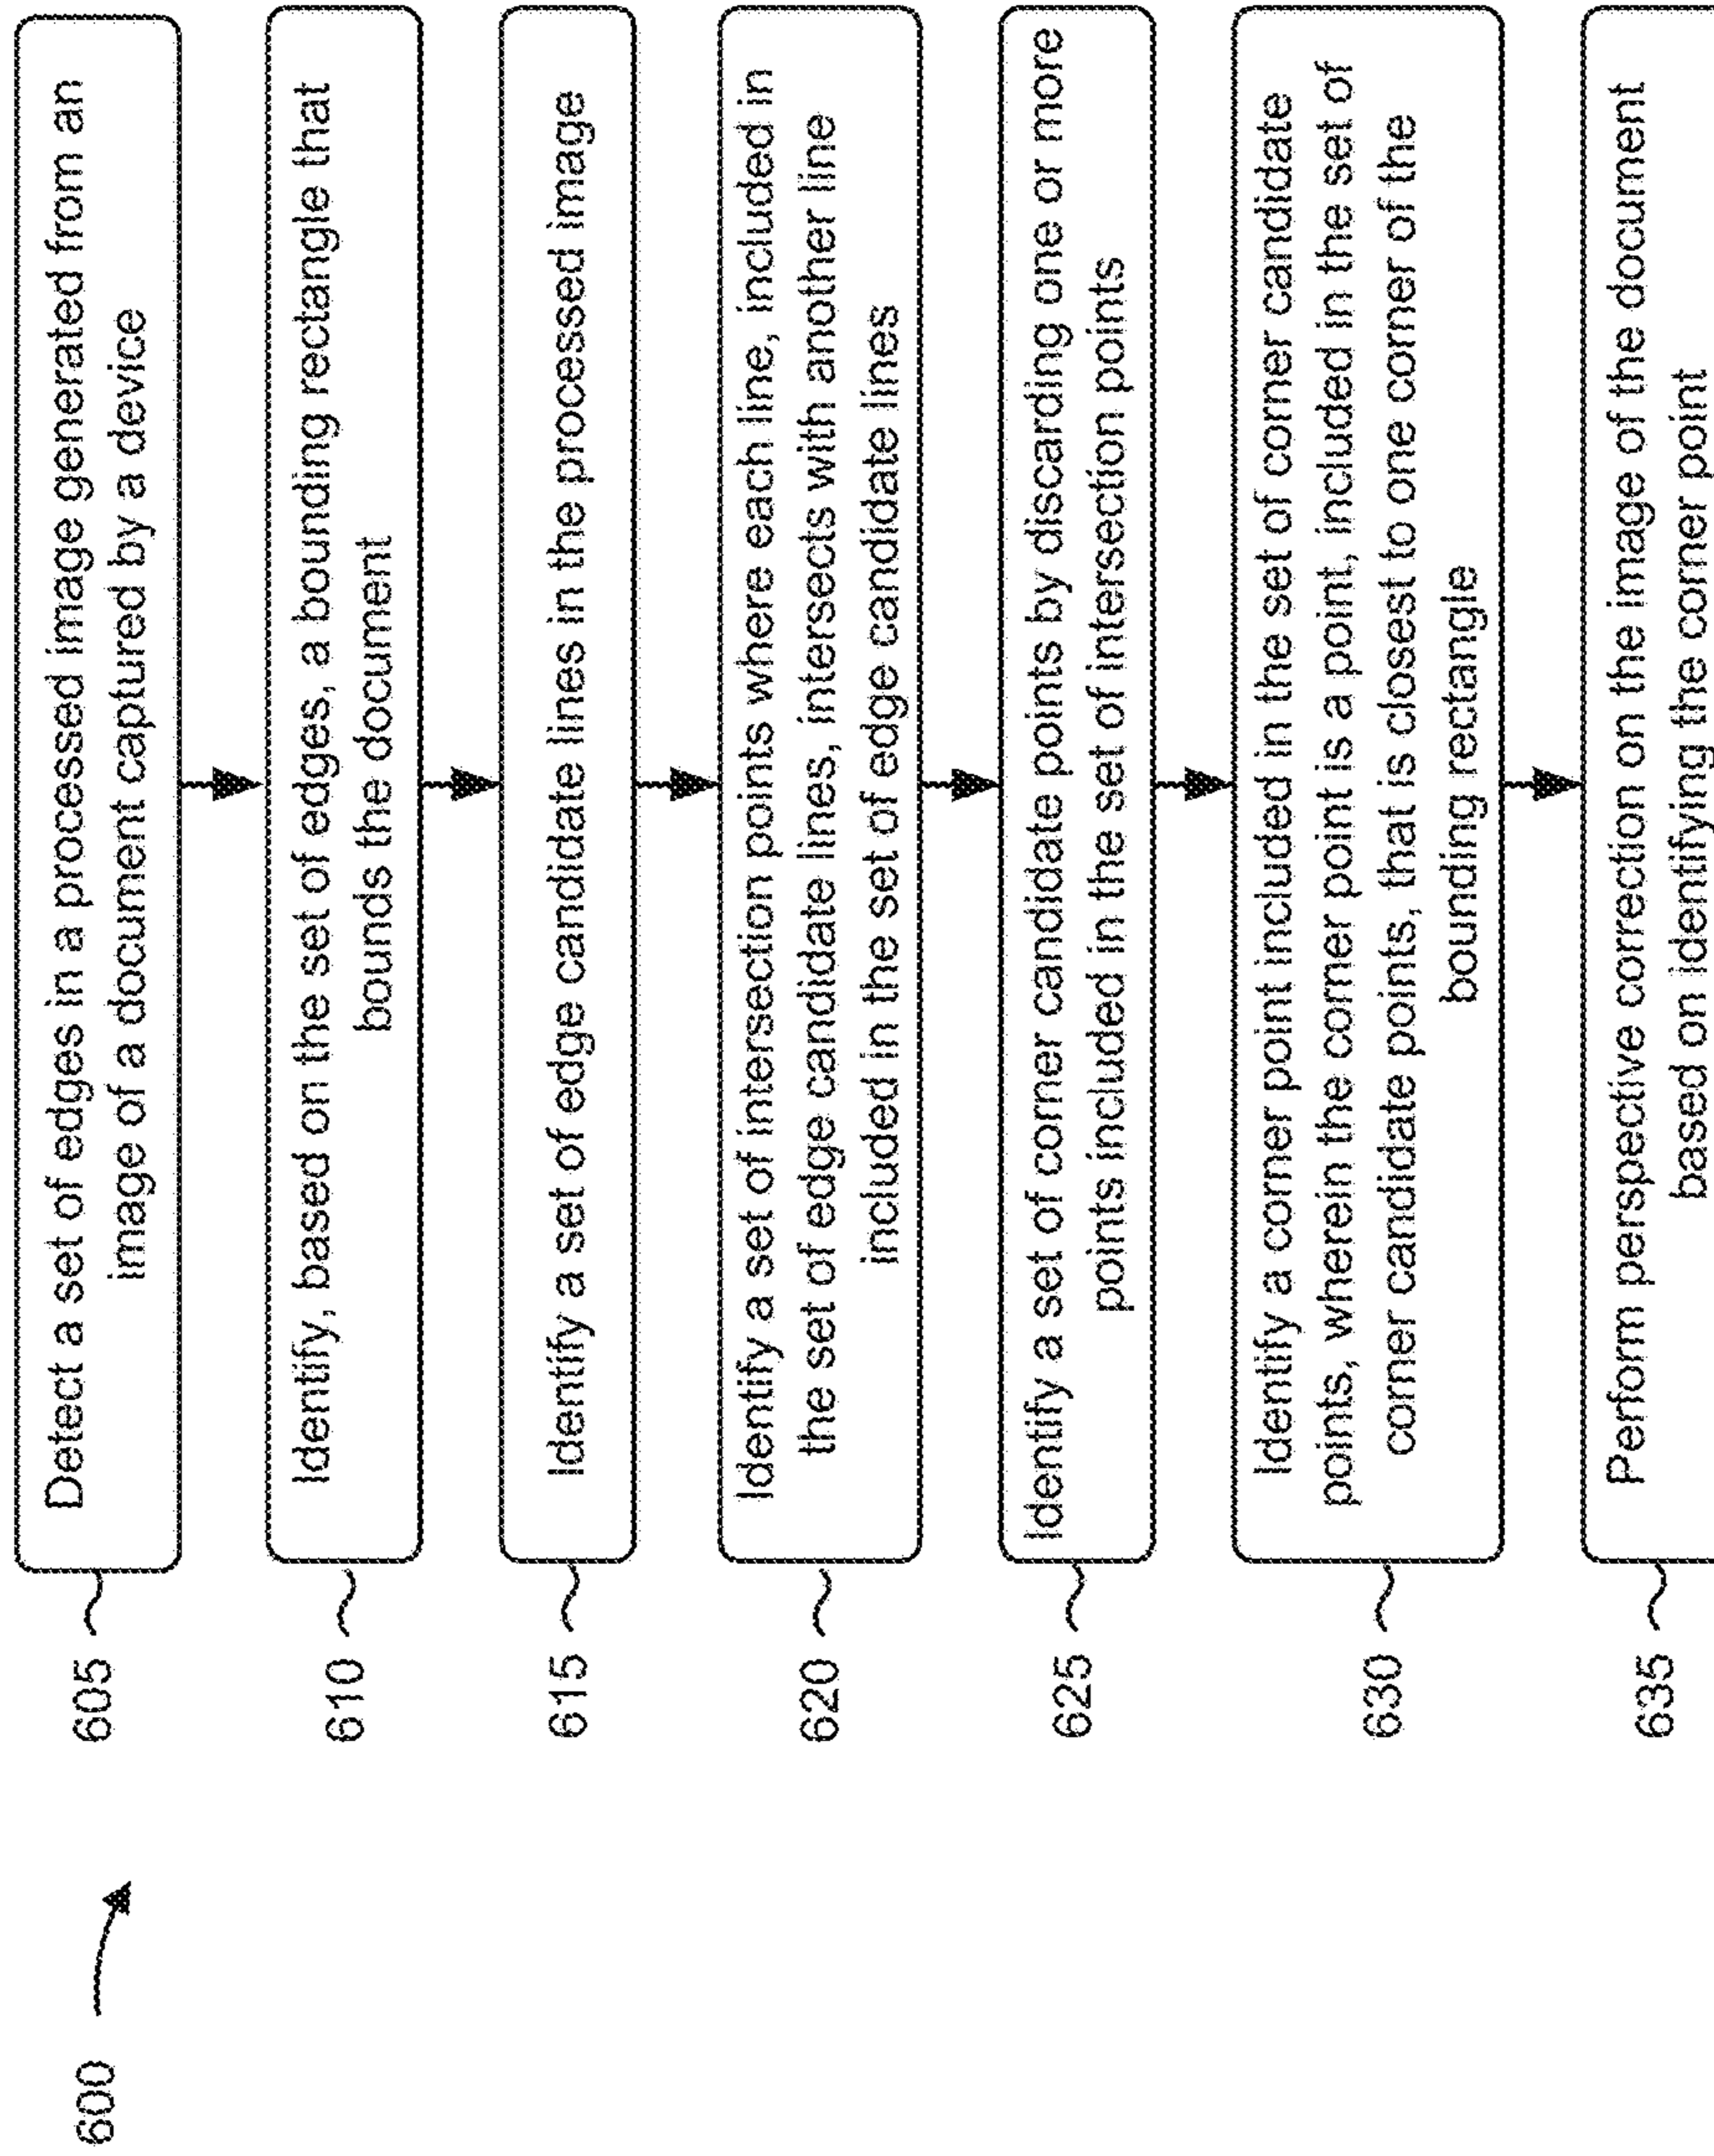 600
605
Detect a set of edges in a processed image generated from an
image of a document captured by a device
610
Identify, based on the set of edges, a bounding rectangle that
bounds the document
615
Identify a set of edge candidate lines in the processed image
620
Identify a set of intersection points where each line, included in
the set of edge candidate lines, intersects with another line
included in the set of edge candidate lines
625
Identify a set of corner candidate points by discarding one or more
points included in the set of intersection points
630
Identify a corner point included in the set of corner candidate
points, wherein the corner point is a point, included in the set of
corner candidate points, that is closest to one corner of the
bounding rectangle
635
Perform perspective correction on the image of the document
based on identifying the corner point